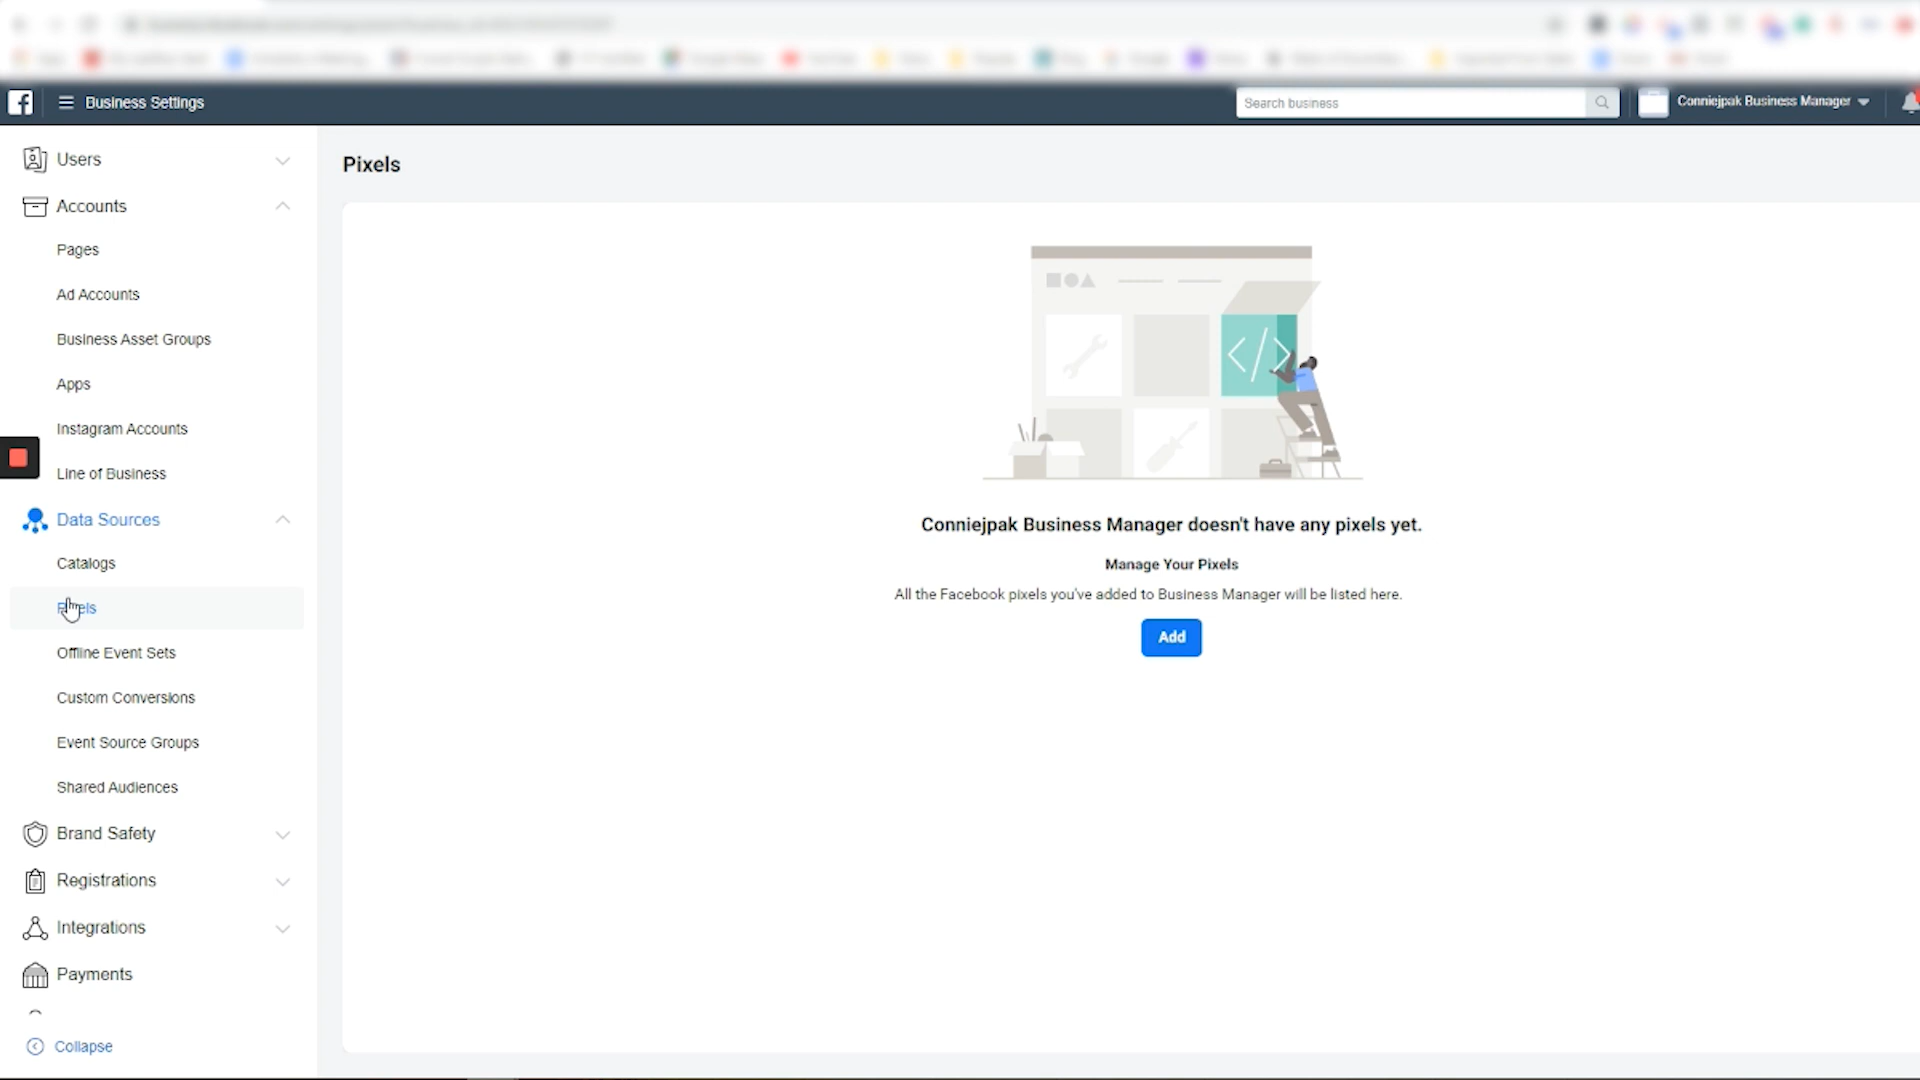 Business Settings
Search business
Conniejpak Business Manager
Users
Accounts
Pages
Ad Accounts
Business Asset Groups
Apps
Instagram Accounts
Line of Business
Data Sources
Catalogs
Pixels
Offline Event Sets
Custom Conversions
Event Source Groups
Shared Audiences
Brand Safety
Registrations
Integrations
Payments
Collapse
Pixels
</>
Conniejpak Business Manager doesn't have any pixels yet.
Manage Your Pixels
All the Facebook pixels you've added to Business Manager will be listed here.
Add